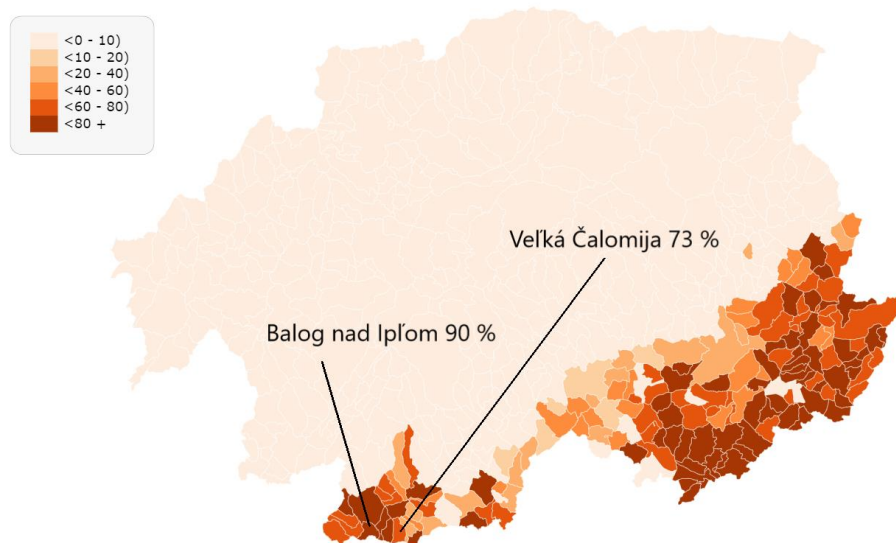 <0 - 10)
<10 - 20)
<20 - 40)
<40 - 60)
<60 - 80)
<80 +
Veľká Čalomija 73 %
Balog nad Ipľom 90 %